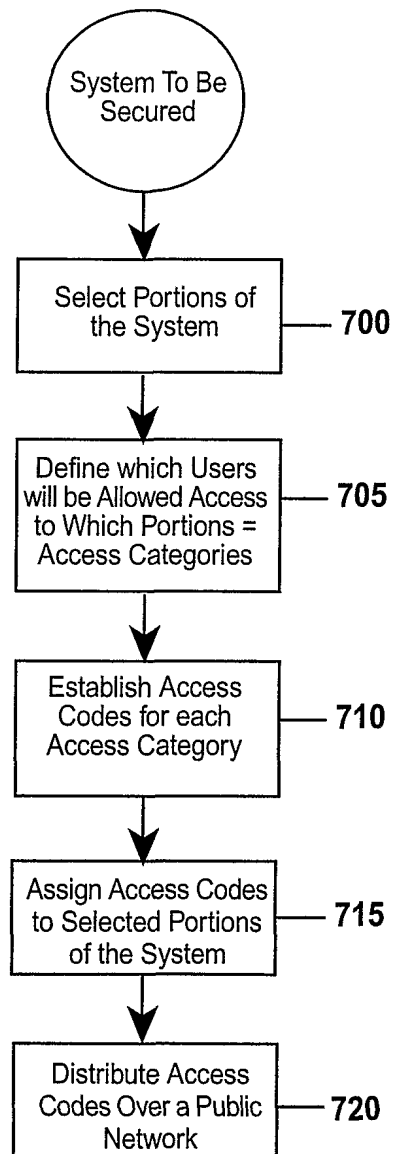 System To Be
Secured
Select Portions of
the System
700
Define which Users
will be Allowed Access
to Which Portions =
Access Categories
705
Establish Access
Codes for each
Access Category
710
Assign Access Codes
to Selected Portions
of the System
715
Distribute Access
Codes Over a Public
Network
720